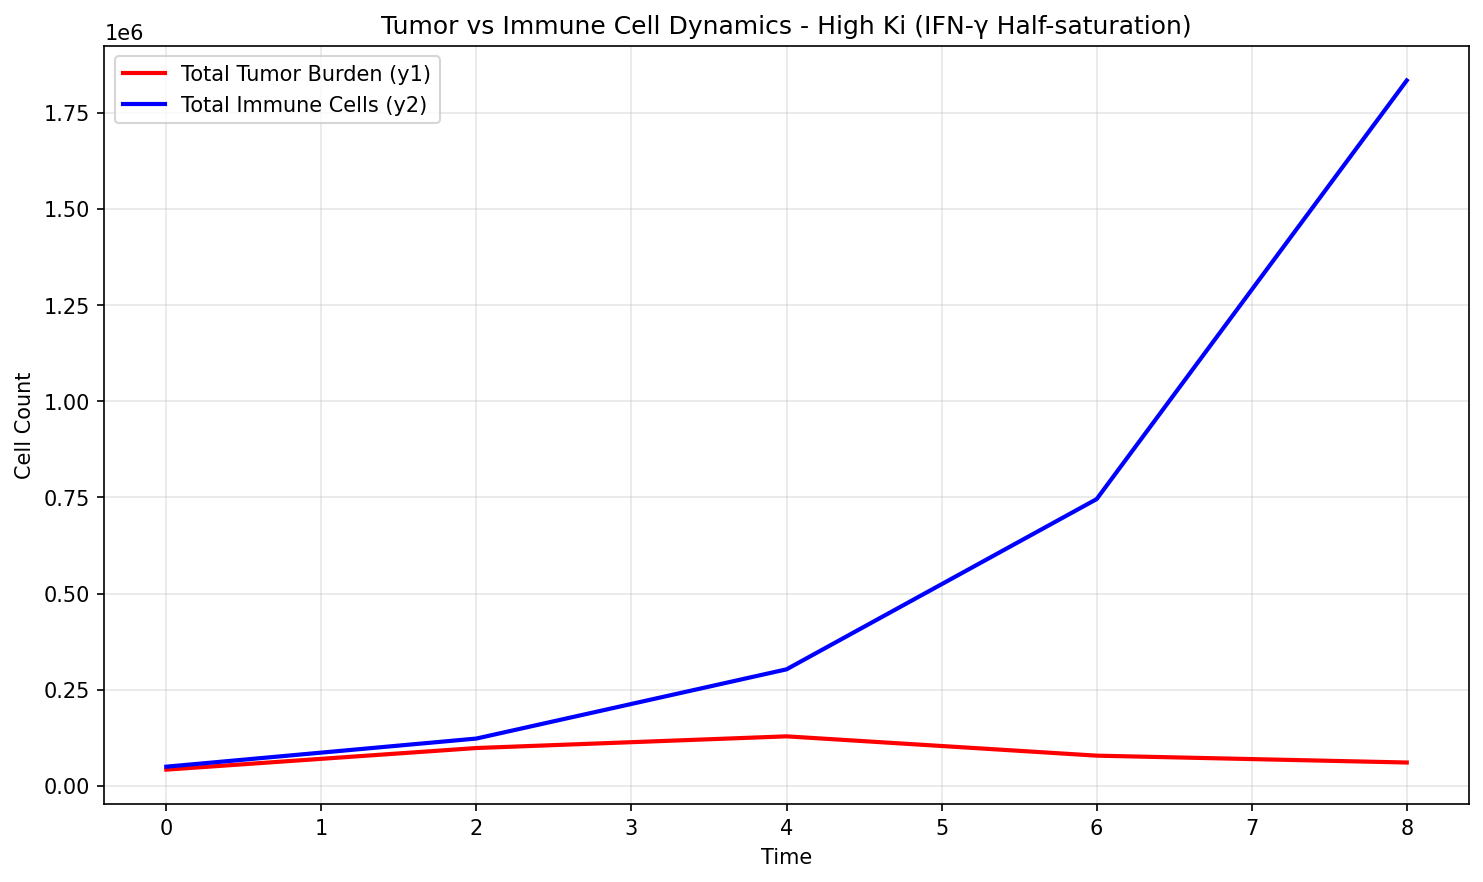 Tumor vs Immune Cell Dynamics - High Ki (IFN-γ Half-saturation)
1e6
Total Tumor Burden (y1)
Total Immune Cells (y2)
1.75
1.50
1.25
1.00
0.75
0.50
0.25
0.00
Cell Count
0 1 2 3 4 5 6 7 8
Time